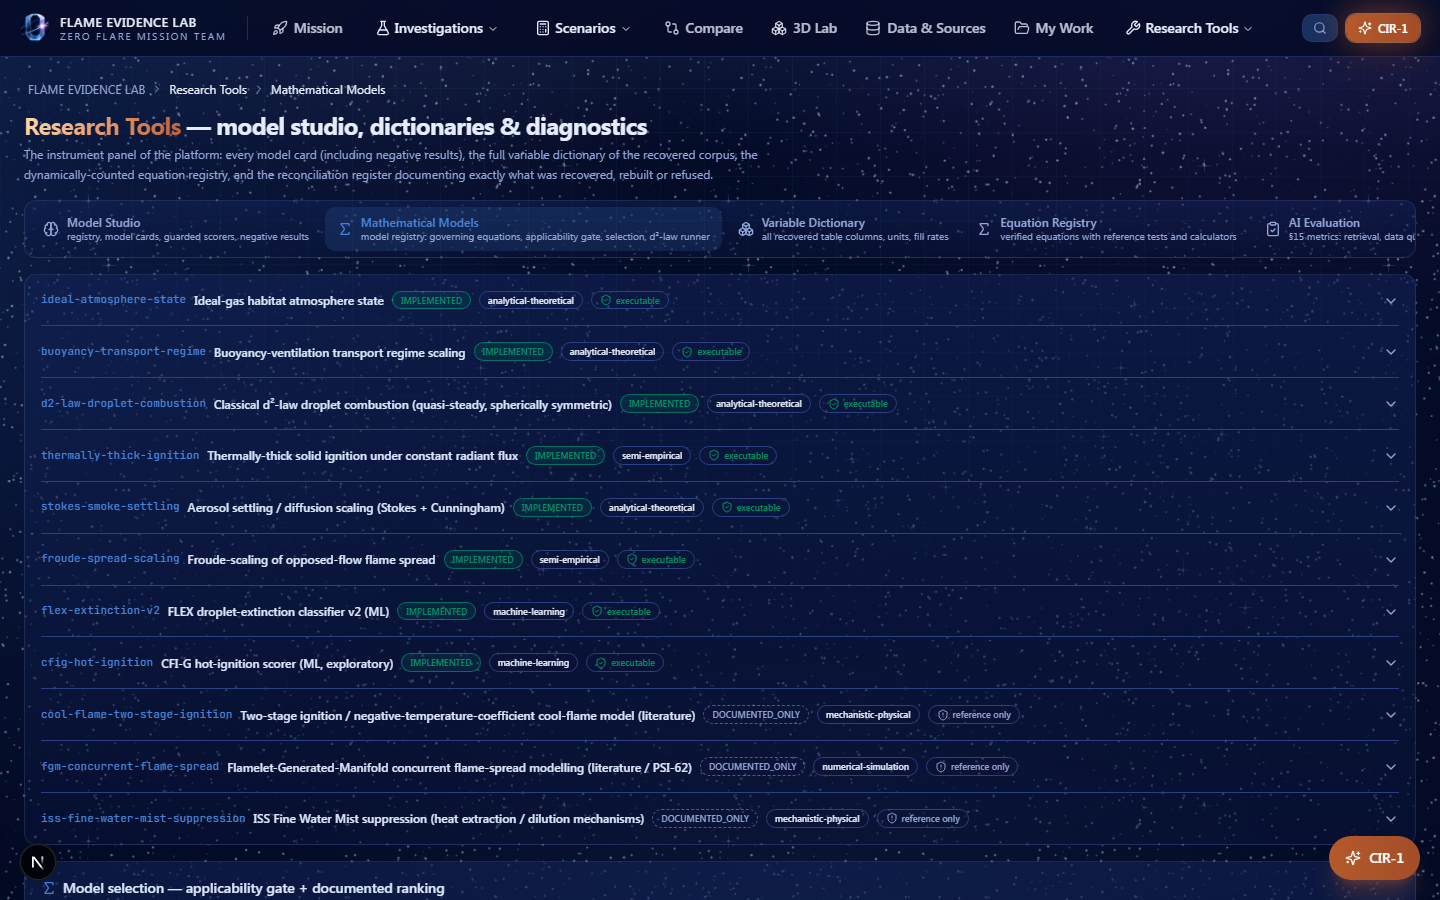 FLAME EVIDENCE LAB
ZERO FLARE MISSION TEAM
Mission
Investigations
Scenarios
Compare
3D Lab
Data & Sources
My Work
Research Tools
CIR-1
FLAME EVIDENCE LAB > Research Tools > Mathematical Models
Research Tools — model studio, dictionaries & diagnostics
The instrument panel of the platform: every model card (including negative results), the full variable dictionary of the recovered corpus, the
dynamically-counted equation registry, and the reconciliation register documenting exactly what was recovered, rebuilt or refused.
Model Studio
registry, model cards, guarded scorers, negative results
Mathematical Models
model registry: governing equations, applicability gate, selection, d²-law runner
Variable Dictionary
all recovered table columns, units, fill rates
Equation Registry
verified equations with reference tests and calculators
AI Evaluation
§15 metrics: retrieval, data
ideal-atmosphere-state Ideal-gas habitat atmosphere state IMPLEMENTED analytical-theoretical executable
buoyancy-transport-regime Buoyancy-ventilation transport regime scaling IMPLEMENTED analytical-theoretical executable
d2-law-droplet-combustion Classical d²-law droplet combustion (quasi-steady, spherically symmetric) IMPLEMENTED analytical-theoretical executable
thermally-thick-ignition Thermally-thick solid ignition under constant radiant flux IMPLEMENTED semi-empirical executable
stokes-smoke-settling Aerosol settling / diffusion scaling (Stokes + Cunningham) IMPLEMENTED analytical-theoretical executable
froude-spread-scaling Froude-scaling of opposed-flow flame spread IMPLEMENTED semi-empirical executable
flex-extinction-v2 FLEX droplet-extinction classifier v2 (ML) IMPLEMENTED machine-learning executable
cfig-hot-ignition CFI-G hot-ignition scorer (ML, exploratory) IMPLEMENTED machine-learning executable
cool-flame-two-stage-ignition Two-stage ignition / negative-temperature-coefficient cool-flame model (literature) DOCUMENTED_ONLY mechanistic-physical reference only
fgm-concurrent-flame-spread Flamelet-Generated-Manifold concurrent flame-spread modelling (literature / PSI-62) DOCUMENTED_ONLY numerical-simulation reference only
iss-fine-water-mist-suppression ISS Fine Water Mist suppression (heat extraction / dilution mechanisms) DOCUMENTED_ONLY mechanistic-physical reference only
N
CIR-1
Model selection — applicability gate + documented ranking